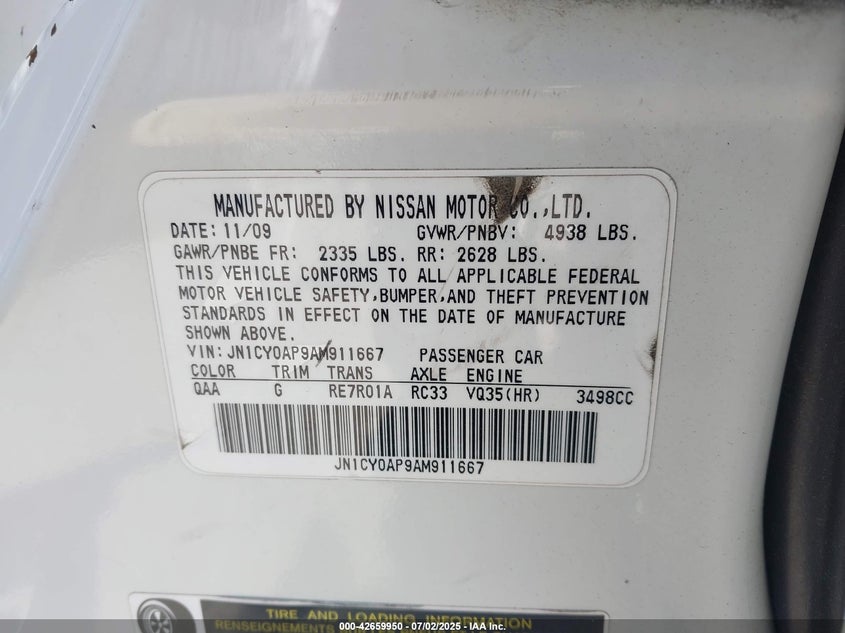 MANUFACTURED BY NISSAN MOTOR CO.,LTD.
DATE: 11/09 GVWR/PNBV: 4938 LBS.
GAWR/PNBE FR: 2335 LBS. RR: 2628 LBS.
THIS VEHICLE CONFORMS TO ALL APPLICABLE FEDERAL
MOTOR VEHICLE SAFETY,BUMPER,AND THEFT PREVENTION
STANDARDS IN EFFECT ON THE DATE OF MANUFACTURE
SHOWN ABOVE.
VIN:JN1CY0AP9AM911667 PASSENGER CAR
COLOR TRIM TRANS AXLE ENGINE
QAA G RE7R01A RC33 VQ35(HR) 3498CC
JN1CY0AP9AM911667
TIRE AND LOADING INFORMATION
RENSEIGNEMENTS
000-42659950 - 07/02/2025 - IAA Inc.